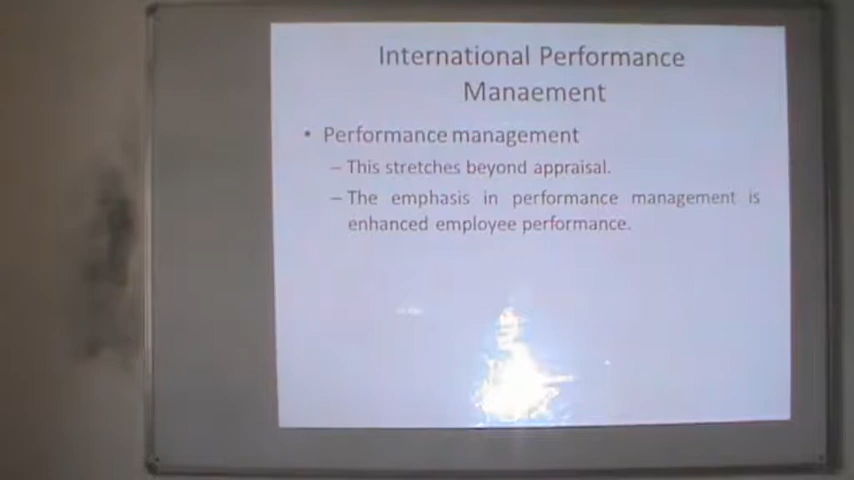 International Performance
Manaement
• Performance management
– This stretches beyond appraisal.
– The emphasis in performance management is
enhanced employee performance.